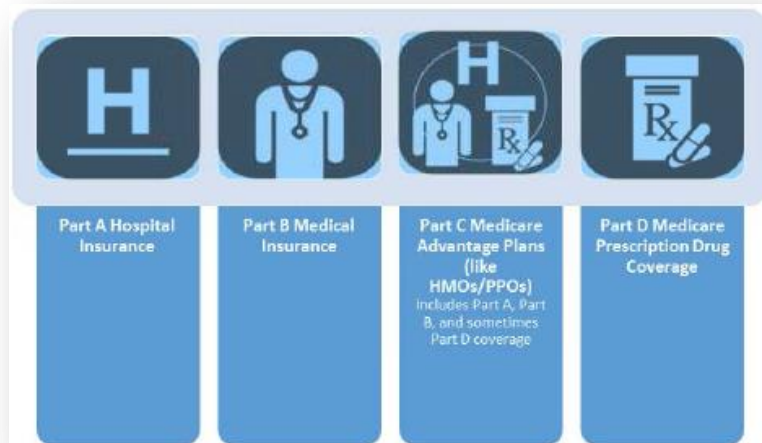 H
H
Rx
Rx
Part A Hospital
Insurance
Part B Medical
Insurance
Part C Medicare
Advantage Plans
(like
HMOs/PPOs)
includes Part A, Part
B, and sometimes
Part D coverage
Part D Medicare
Prescription Drug
Coverage